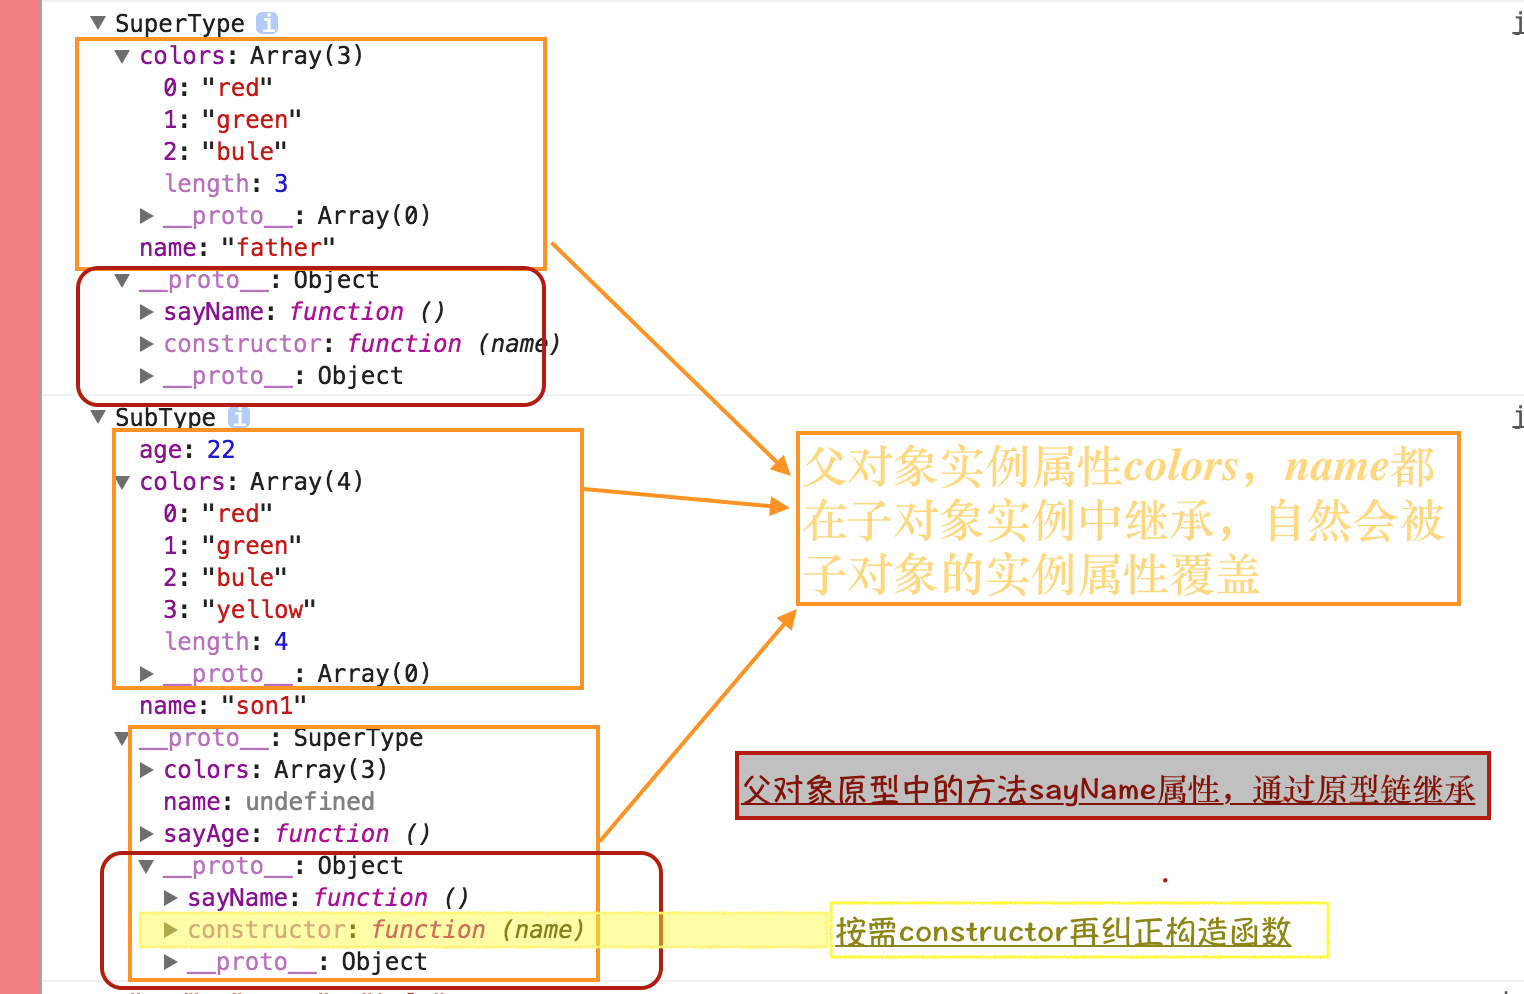 ▼ SuperType i
▼ colors: Array(3)
0: "red"
1: "green"
2: "bule"
length: 3
▶ __proto__: Array(0)
name: "father"
▼ __proto__: Object
▶ sayName: function ()
▶ constructor: function (name)
▶ __proto__: Object
▼ SubType i
age: 22
▼ colors: Array(4)
0: "red"
1: "green"
2: "bule"
3: "yellow"
length: 4
▶ __proto__: Array(0)
name: "son1"
▼ __proto__: SuperType
▶ colors: Array(3)
name: undefined
▶ sayAge: function ()
▼ __proto__: Object
▶ sayName: function ()
▶ constructor: function (name)
▶ __proto__: Object
父对象实例属性colors，name都
在子对象实例中继承，自然会被
子对象的实例属性覆盖
父对象原型中的方法sayName属性，通过原型链继承
按需constructor再纠正构造函数